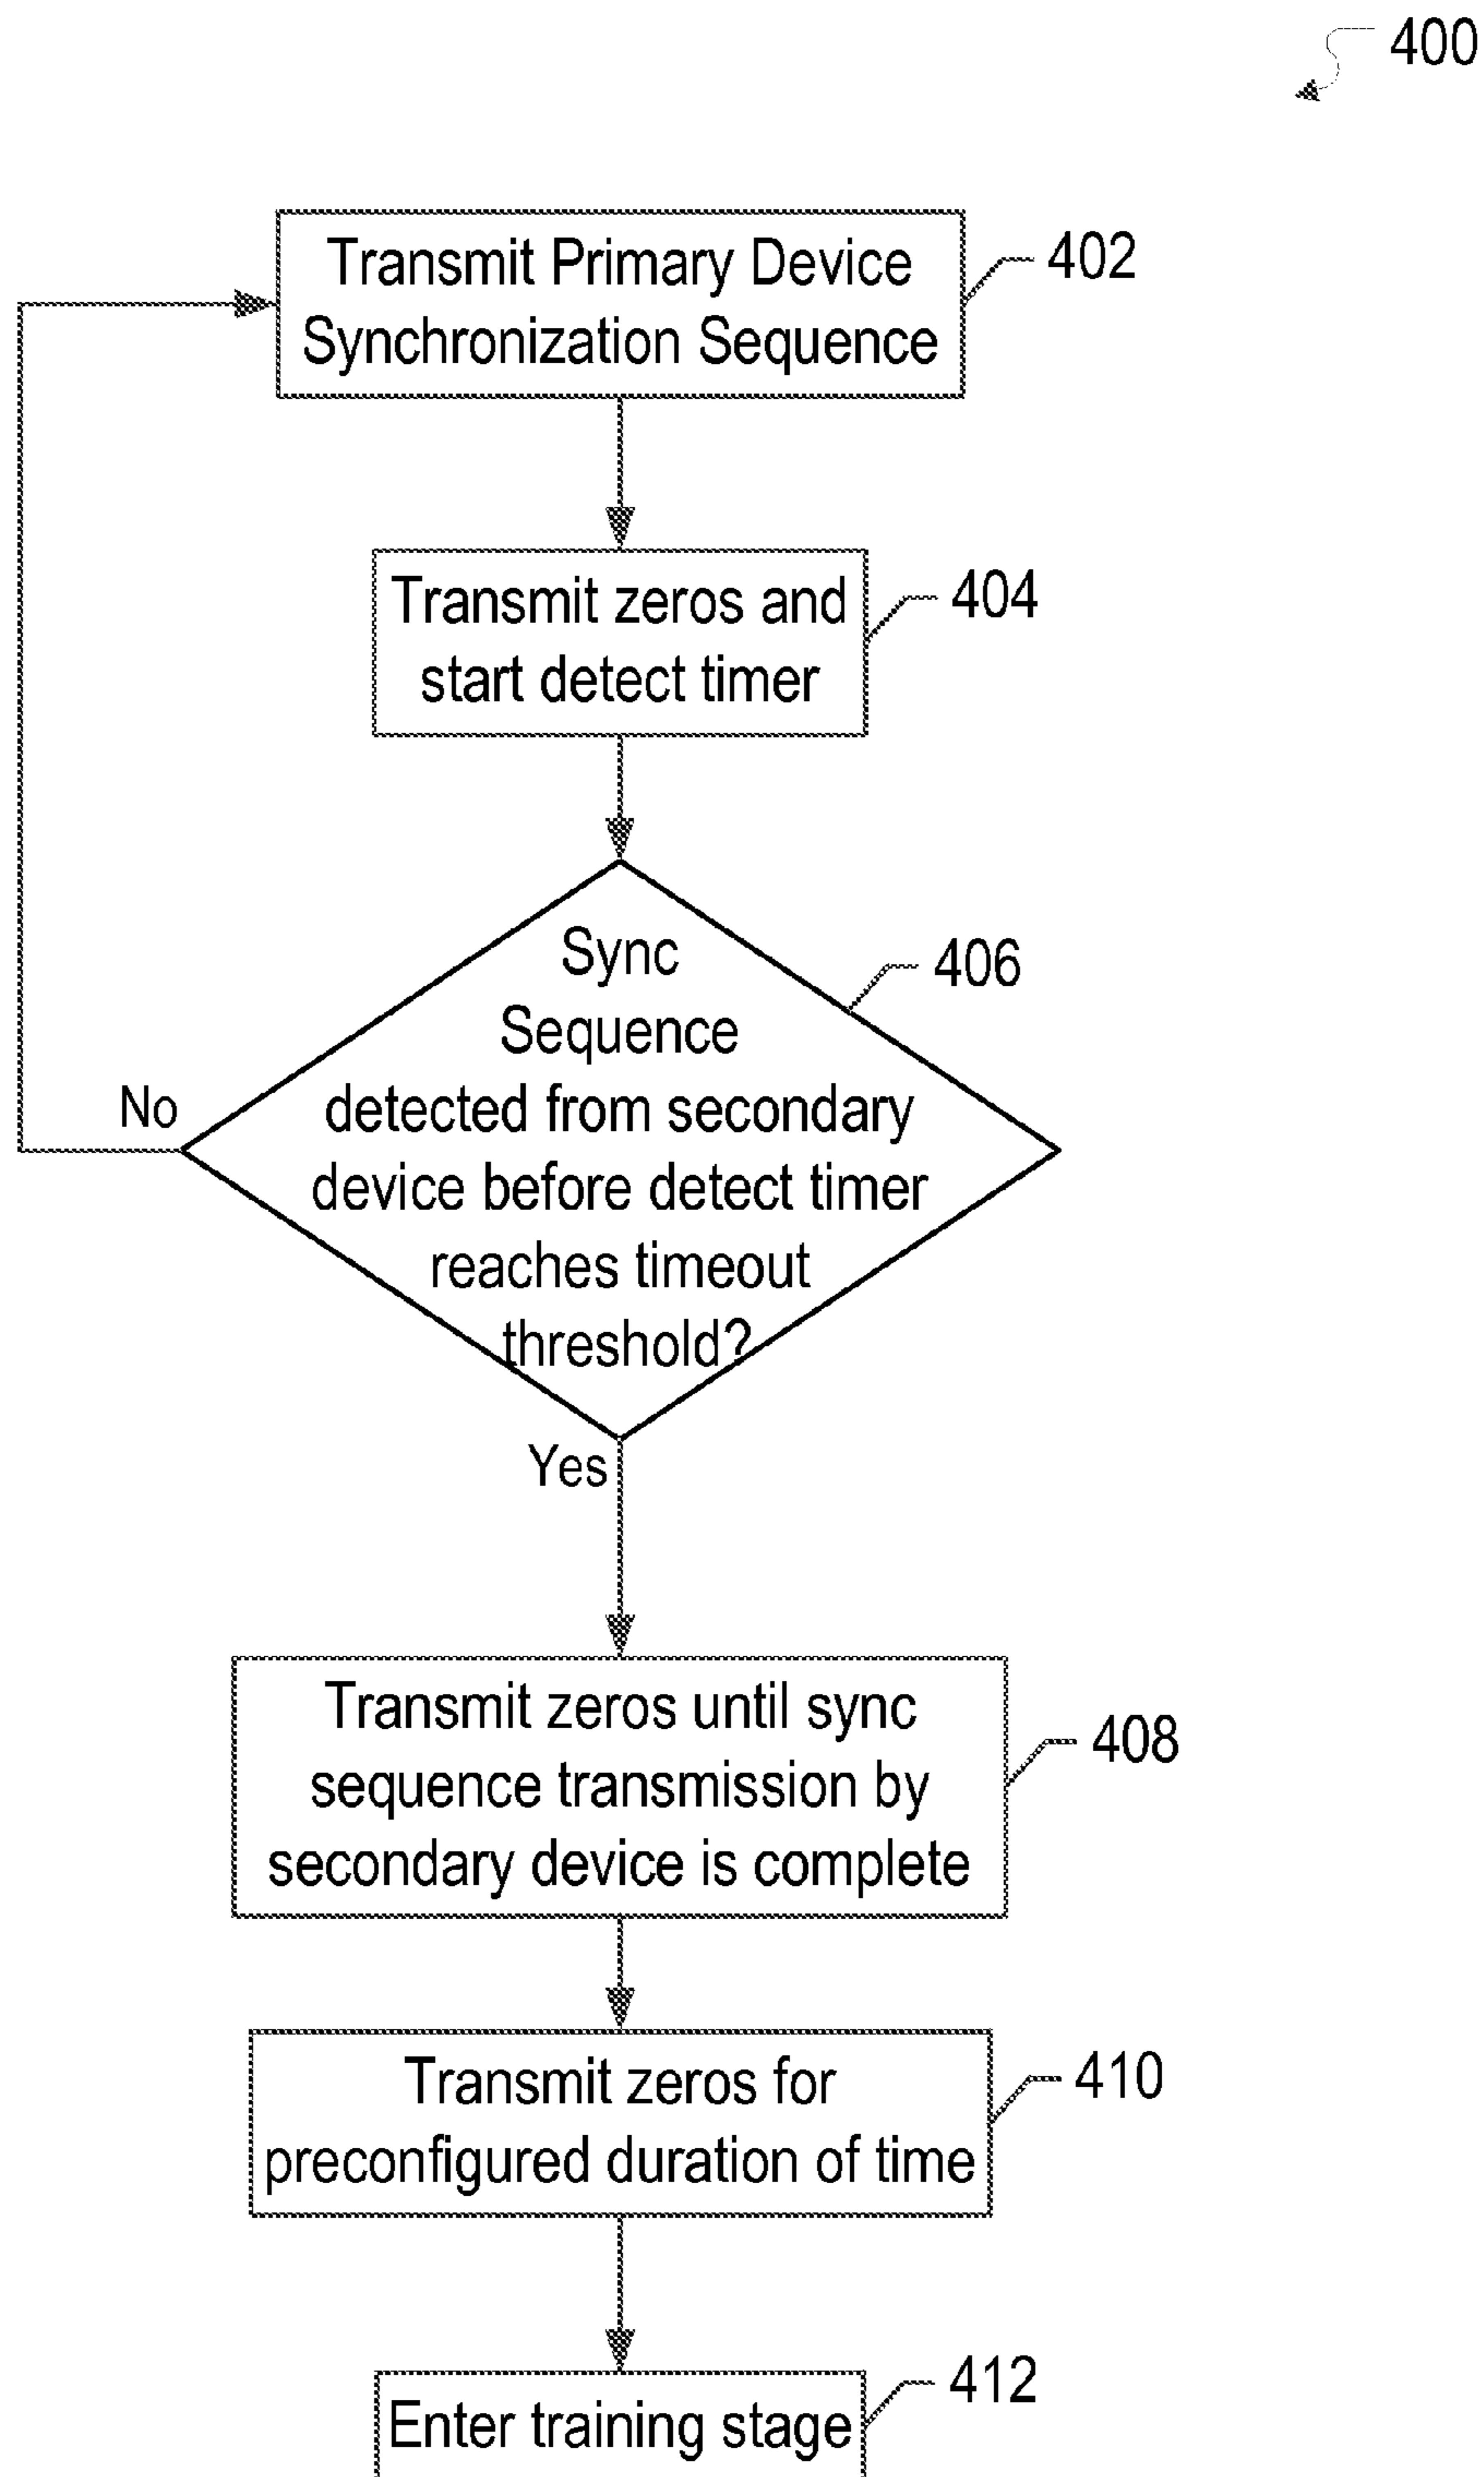 400
Transmit Primary Device
Synchronization Sequence
402
Transmit zeros and
start detect timer
404
Sync
Sequence
detected from secondary
device before detect timer
reaches timeout
threshold?
406
No
Yes
Transmit zeros until sync
sequence transmission by
secondary device is complete
408
Transmit zeros for
preconfigured duration of time
410
Enter training stage
412